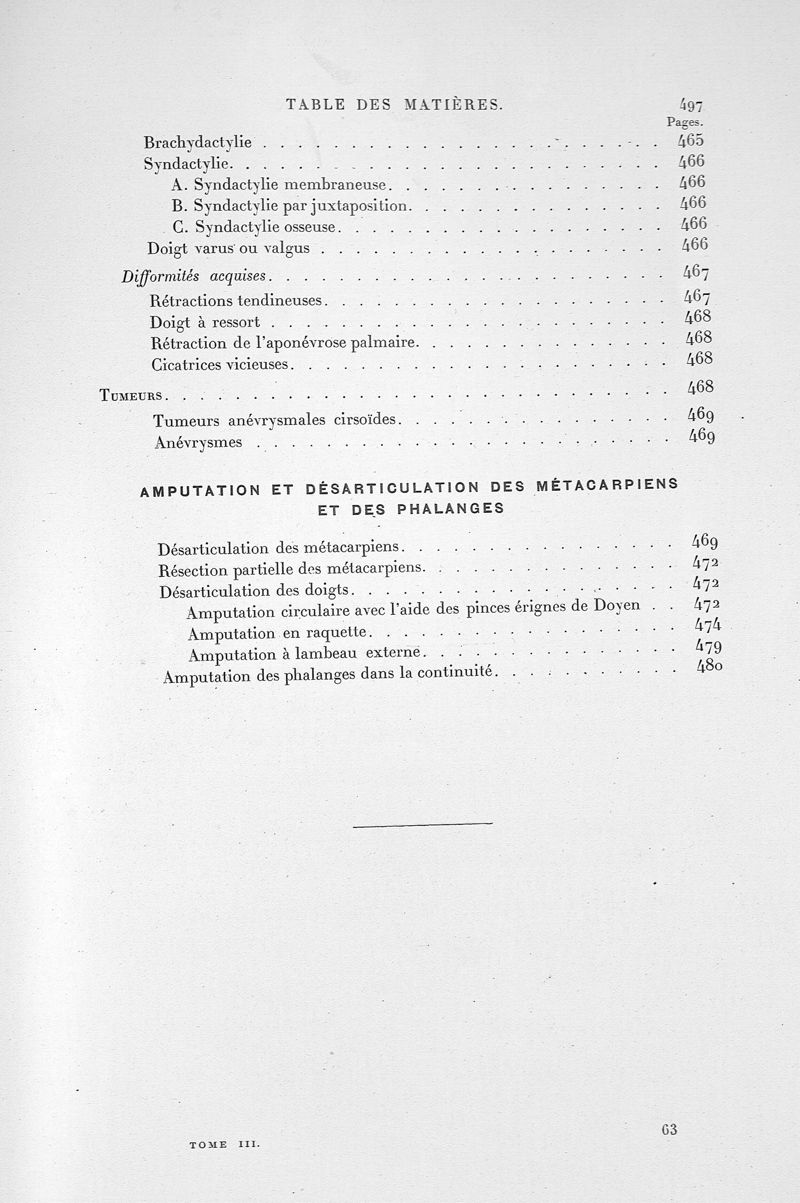 TABLE DES MATIÈRES. 497
Pages.
Brachydactylie . . . . . . . . . . . . . . . . . . . . . . . 465
Syndactylie. . . . . . . . . . . . . . . . . . . . . . . . . 466
A. Syndactylie membraneuse. . . . . . . . . . . . . . . . 466
B. Syndactylie par juxtaposition. . . . . . . . . . . . . . . 466
C. Syndactylie osseuse. . . . . . . . . . . . . . . . . . . 466
Doigt varus ou valgus . . . . . . . . . . . . . . . . . . . . 466
Difformités acquises. . . . . . . . . . . . . . . . . . . . . . . 467
Rétractions tendineuses. . . . . . . . . . . . . . . . . . . . 467
Doigt à ressort . . . . . . . . . . . . . . . . . . . . . . . 468
Rétraction de l'aponévrose palmaire. . . . . . . . . . . . . . . 468
Cicatrices vicieuses. . . . . . . . . . . . . . . . . . . . . . 468
TUMEURS. . . . . . . . . . . . . . . . . . . . . . . . . . . . . 468
Tumeurs anévrysmales cirsoïdes. . . . . . . . . . . . . . . . 469
Anévrysmes . . . . . . . . . . . . . . . . . . . . . . . . 469
AMPUTATION ET DÉSARTICULATION DES MÉTACARPIENS
ET DES PHALANGES
Désarticulation des métacarpiens. . . . . . . . . . . . . . . . 469
Résection partielle des métacarpiens. . . . . . . . . . . . . . . 472
Désarticulation des doigts. . . . . . . . . . . . . . . . . . . 472
Amputation circulaire avec l'aide des pinces érignes de Doyen . . 472
Amputation en raquette. . . . . . . . . . . . . . . . . . 474
Amputation à lambeau externe. . . . . . . . . . . . . . . 479
Amputation des phalanges dans la continuité. . . . . . . . . . . 480
63
TOME III.